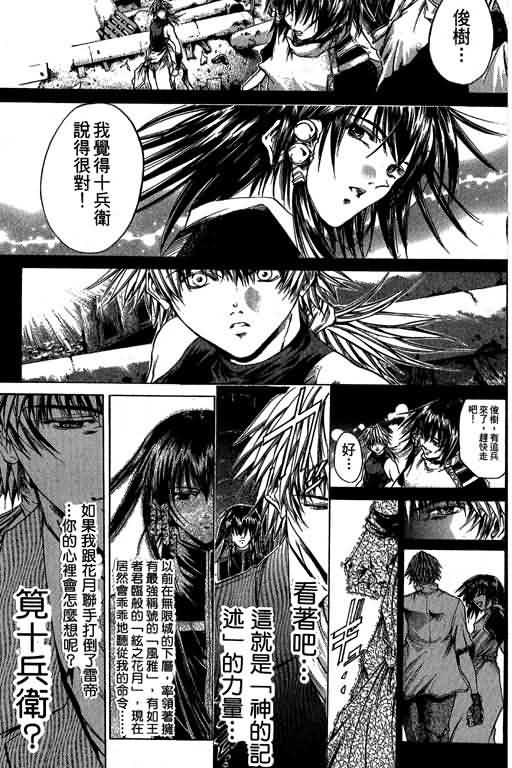 俊樹…
我覺得十兵衛
說得很對！
俊樹，有追兵
來了，趕快走
吧！
好…
看著吧…
這就是「神的記
述」的力量…
以前在無限城的下層，率領著擁
有最強稱號的「風雅」，有如王
者君臨般的「絃之花月」，現在
居然會乖乖地聽從我的命令……
如果我跟花月聯手打倒了雷帝
…你的心裡會怎麼想呢？
筧十兵衛？